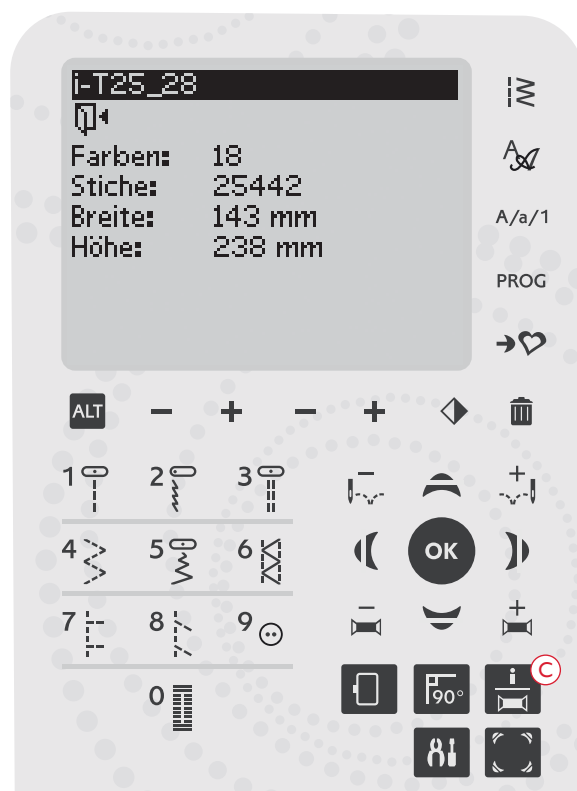 i-T25_28
Farben: 18
Stiche: 25442
Breite: 143 mm
Höhe: 238 mm
A
A/a/1
PROG
ALT
− + − +
1 2 3 − +
4 5 6 OK
7 8 9 − +
0 90° i C